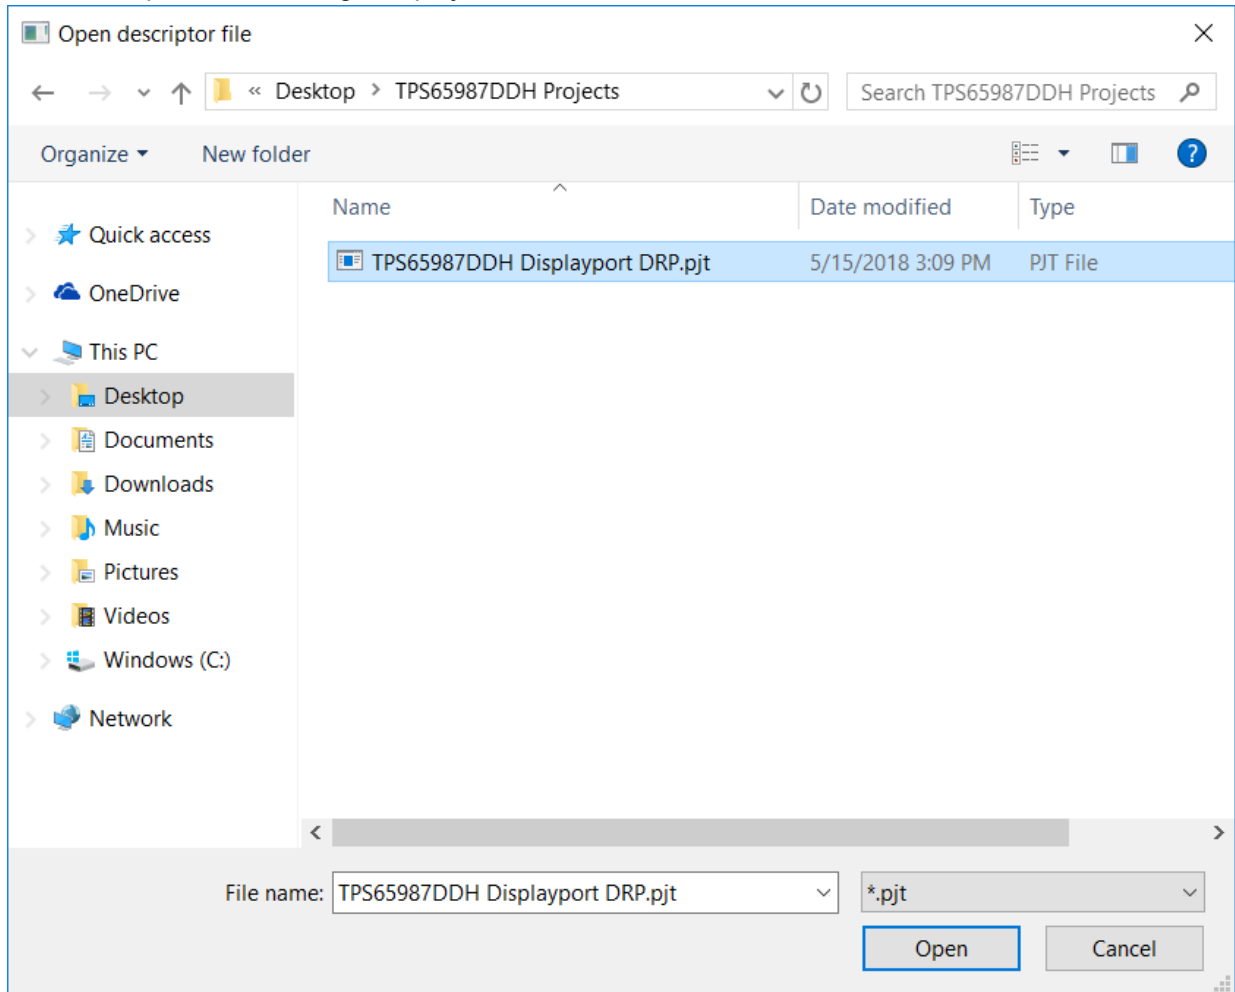 Open descriptor file
« Desktop > TPS65987DDH Projects
Search TPS65987DDH Projects
Organize
New folder
Name
Date modified
Type
Quick access
TPS65987DDH Displayport DRP.pjt
5/15/2018 3:09 PM
PJT File
OneDrive
This PC
Desktop
Documents
Downloads
Music
Pictures
Videos
Windows (C:)
Network
File name:
TPS65987DDH Displayport DRP.pjt
*.pjt
Open
Cancel